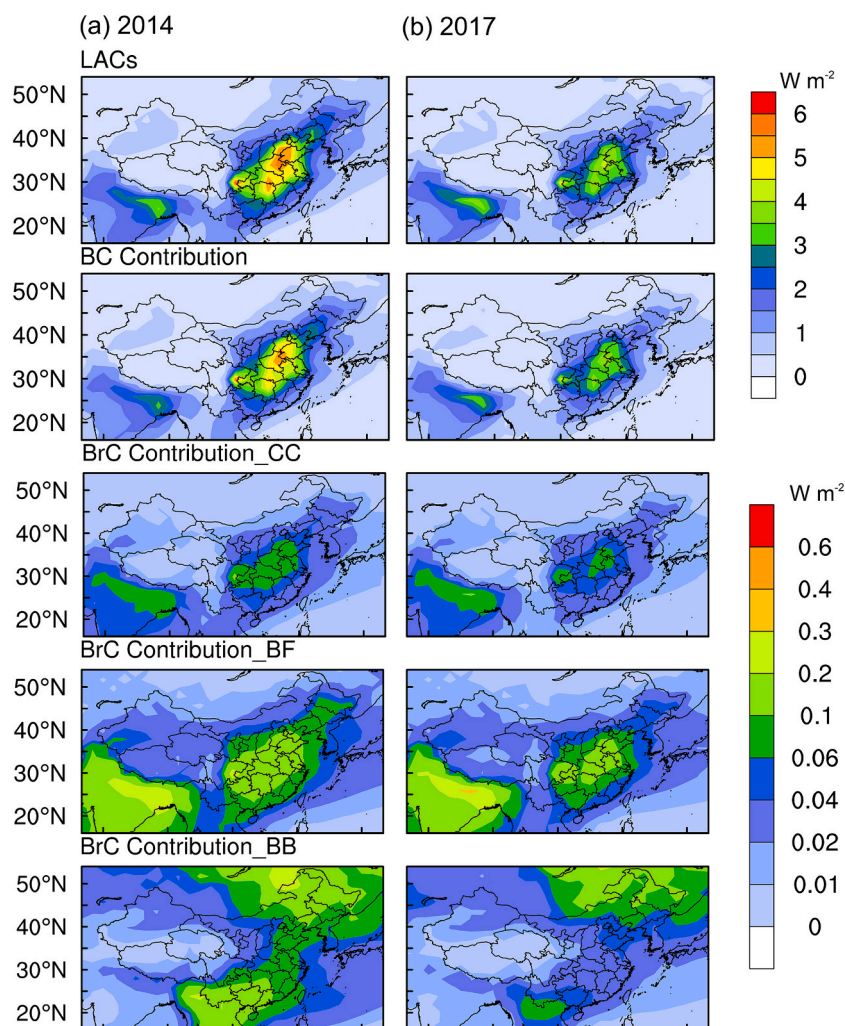 (a) 2014
(b) 2017
LACs
50°N
40°N
30°N
20°N
W m⁻²
6
5
4
3
2
1
0
BC Contribution
50°N
40°N
30°N
20°N
BrC Contribution_CC
50°N
40°N
30°N
20°N
W m⁻²
0.6
0.4
0.3
0.2
0.1
0.06
0.04
0.02
0.01
0
BrC Contribution_BF
50°N
40°N
30°N
20°N
BrC Contribution_BB
50°N
40°N
30°N
20°N